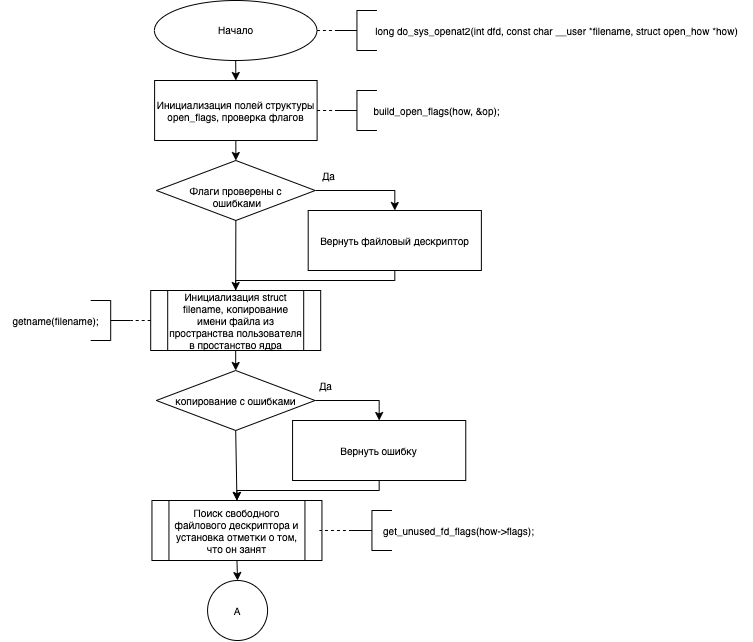 Начало
long do_sys_openat2(int dfd, const char __user *filename, struct open_how *how)
Инициализация полей структуры
open_flags, проверка флагов
build_open_flags(how, &op);
Флаги проверены с
ошибками
Да
Вернуть файловый дескриптор
Инициализация struct
filename, копирование
имени файла из
пространства пользователя
в простанство ядра
getname(filename);
копирование с ошибками
Да
Вернуть ошибку
Поиск свободного
файлового дескриптора и
установка отметки о том,
что он занят
get_unused_fd_flags(how->flags);
A